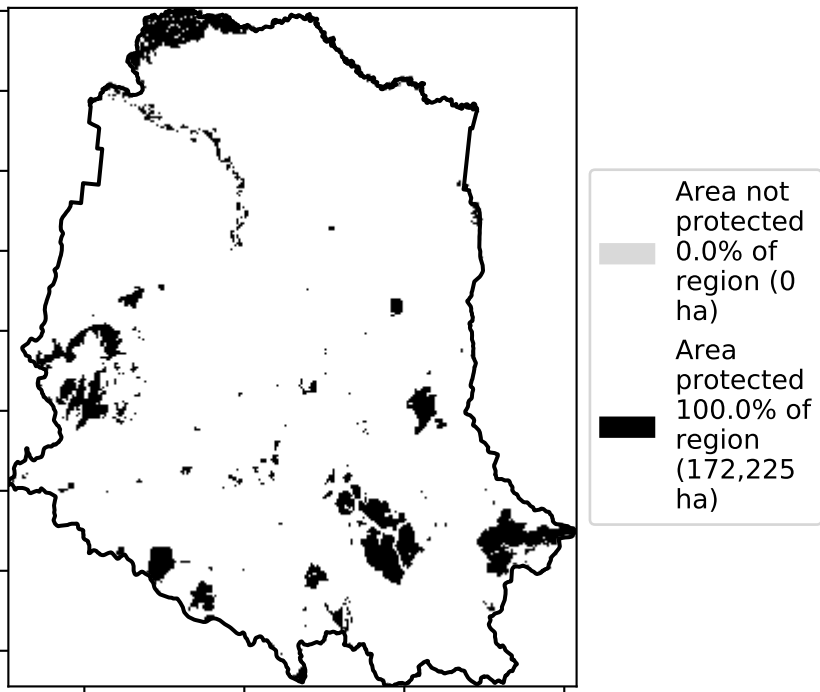 Area not
protected
0.0% of
region (0
ha)
Area
protected
100.0% of
region
(172,225
ha)